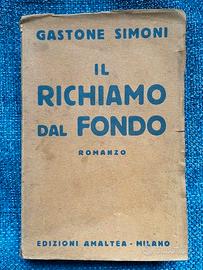 GASTONE SIMONI
IL
RICHIAMO
DAL FONDO
ROMANZO
EDIZIONI AMALTEA - MILANO